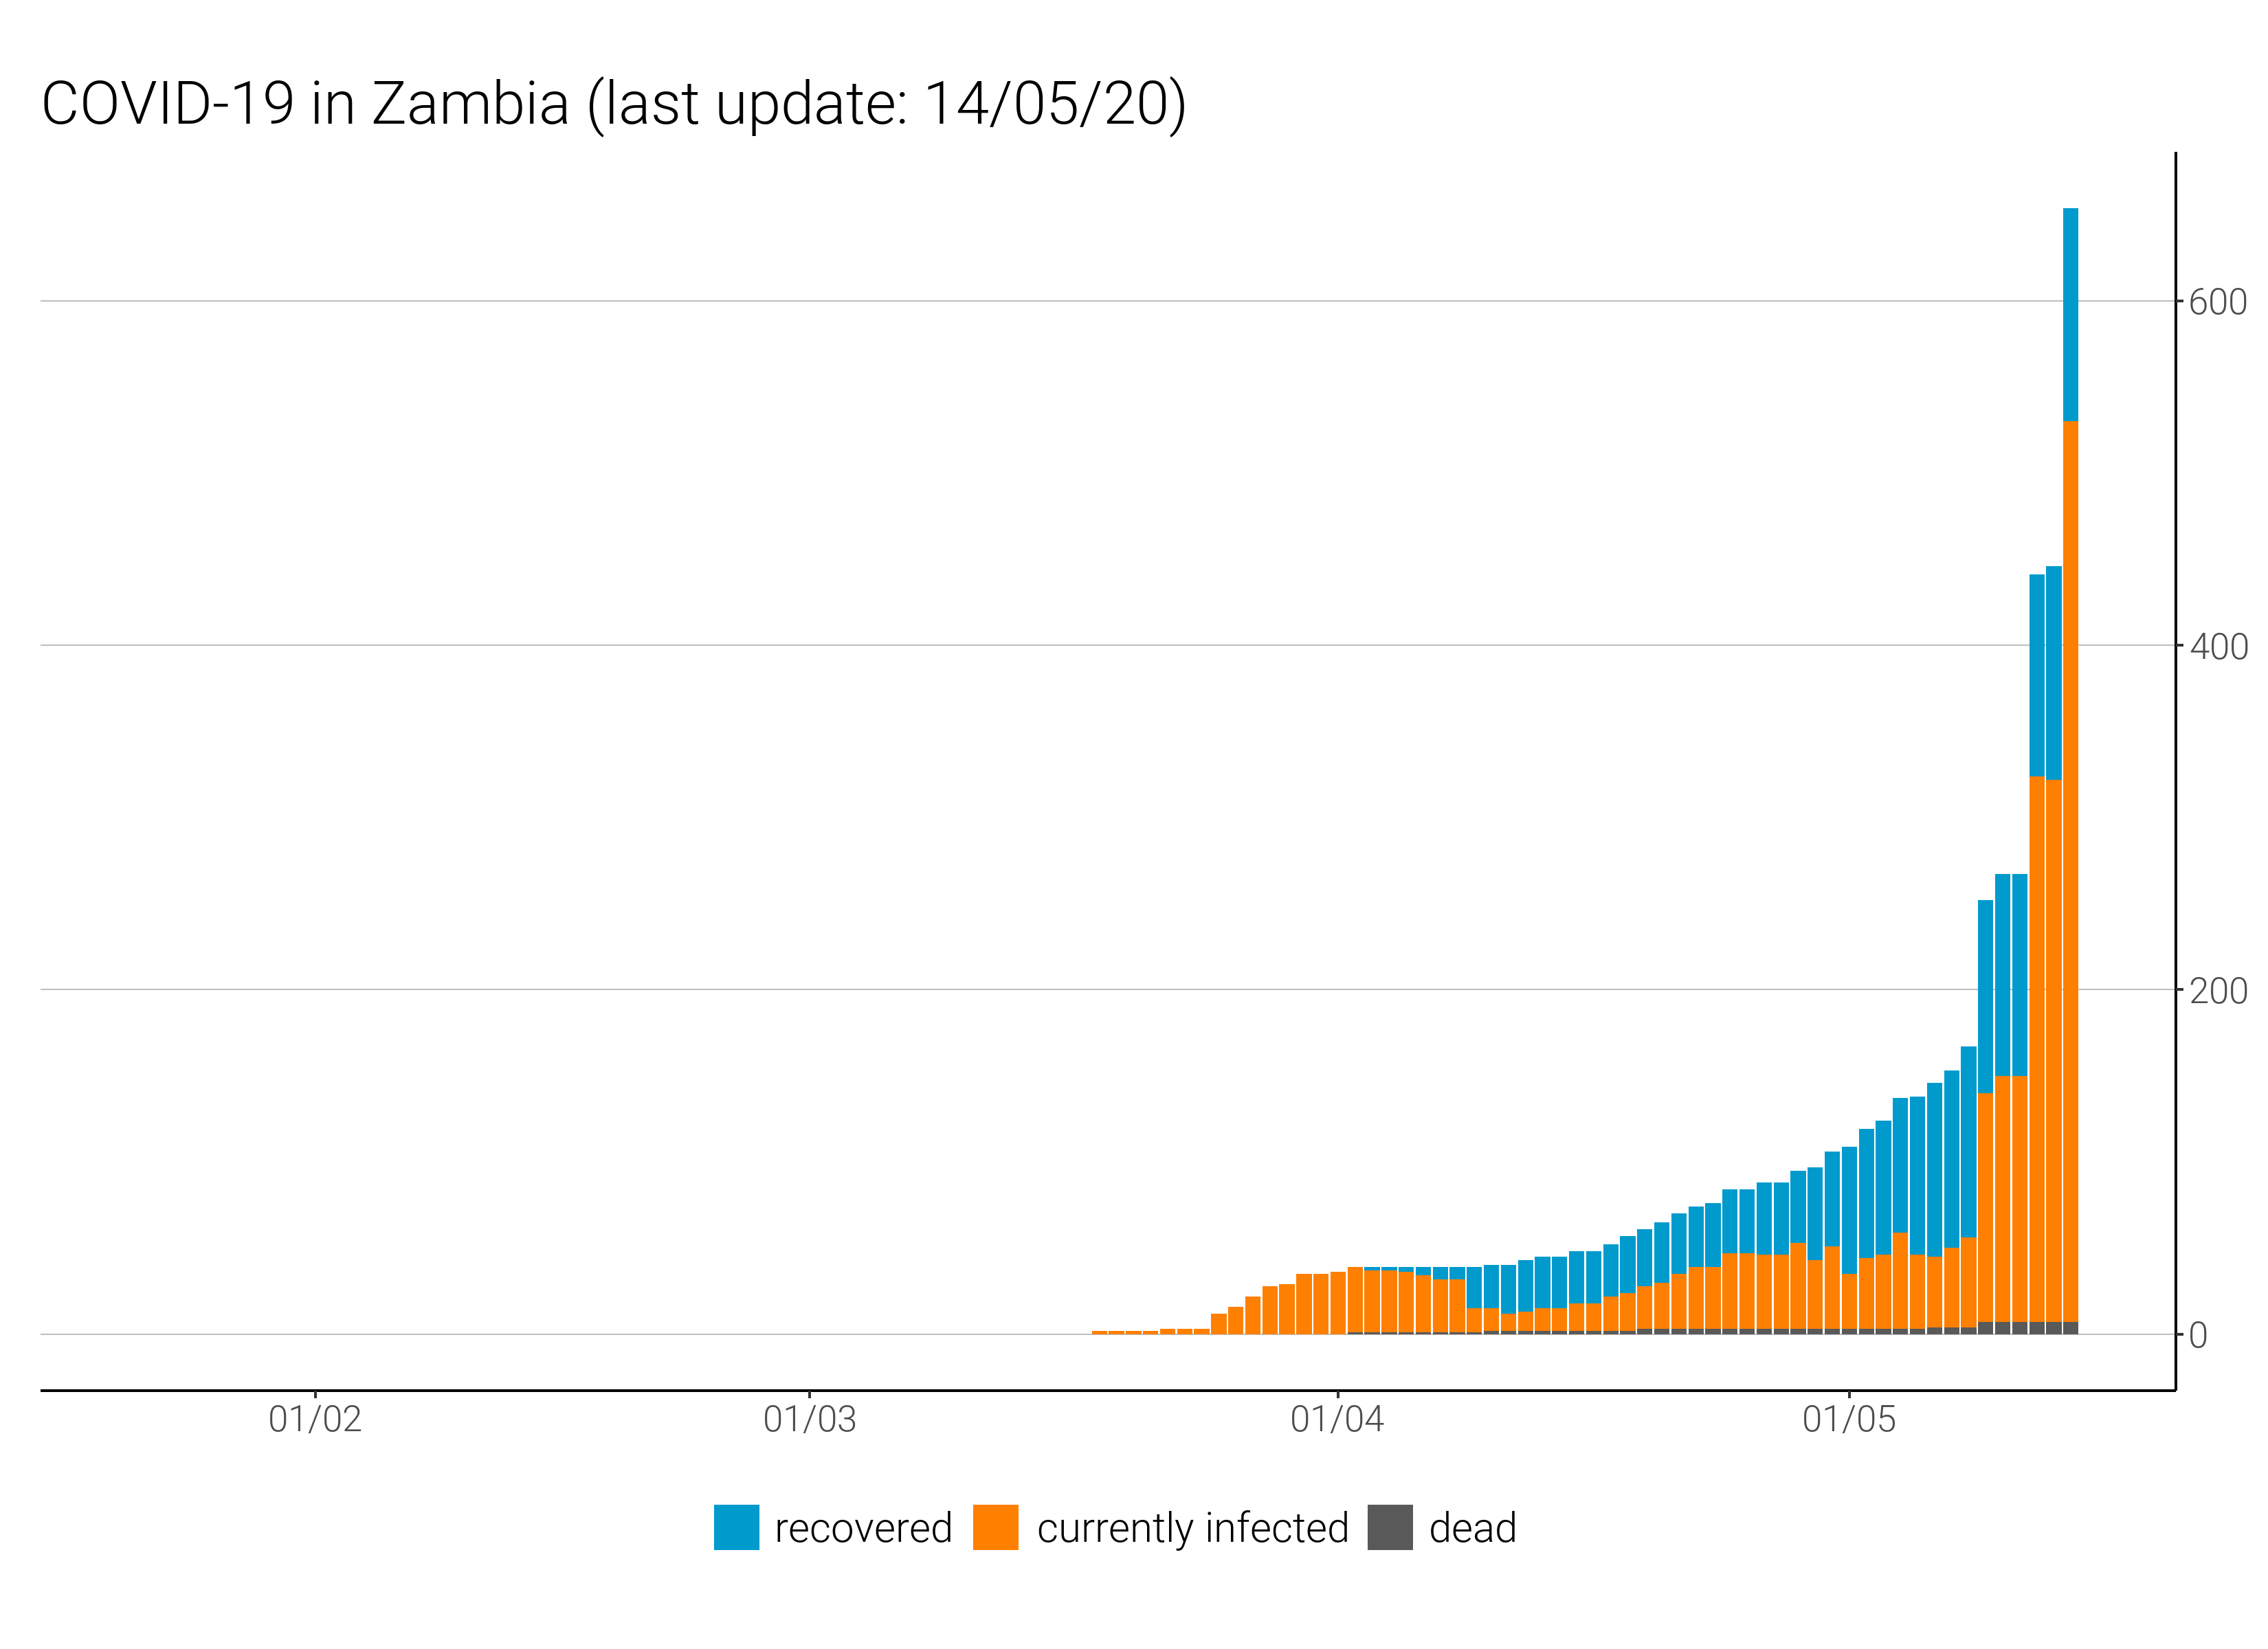 COVID-19 in Zambia (last update: 14/05/20)
600
400
200
0
01/02 01/03 01/04 01/05
recovered currently infected dead